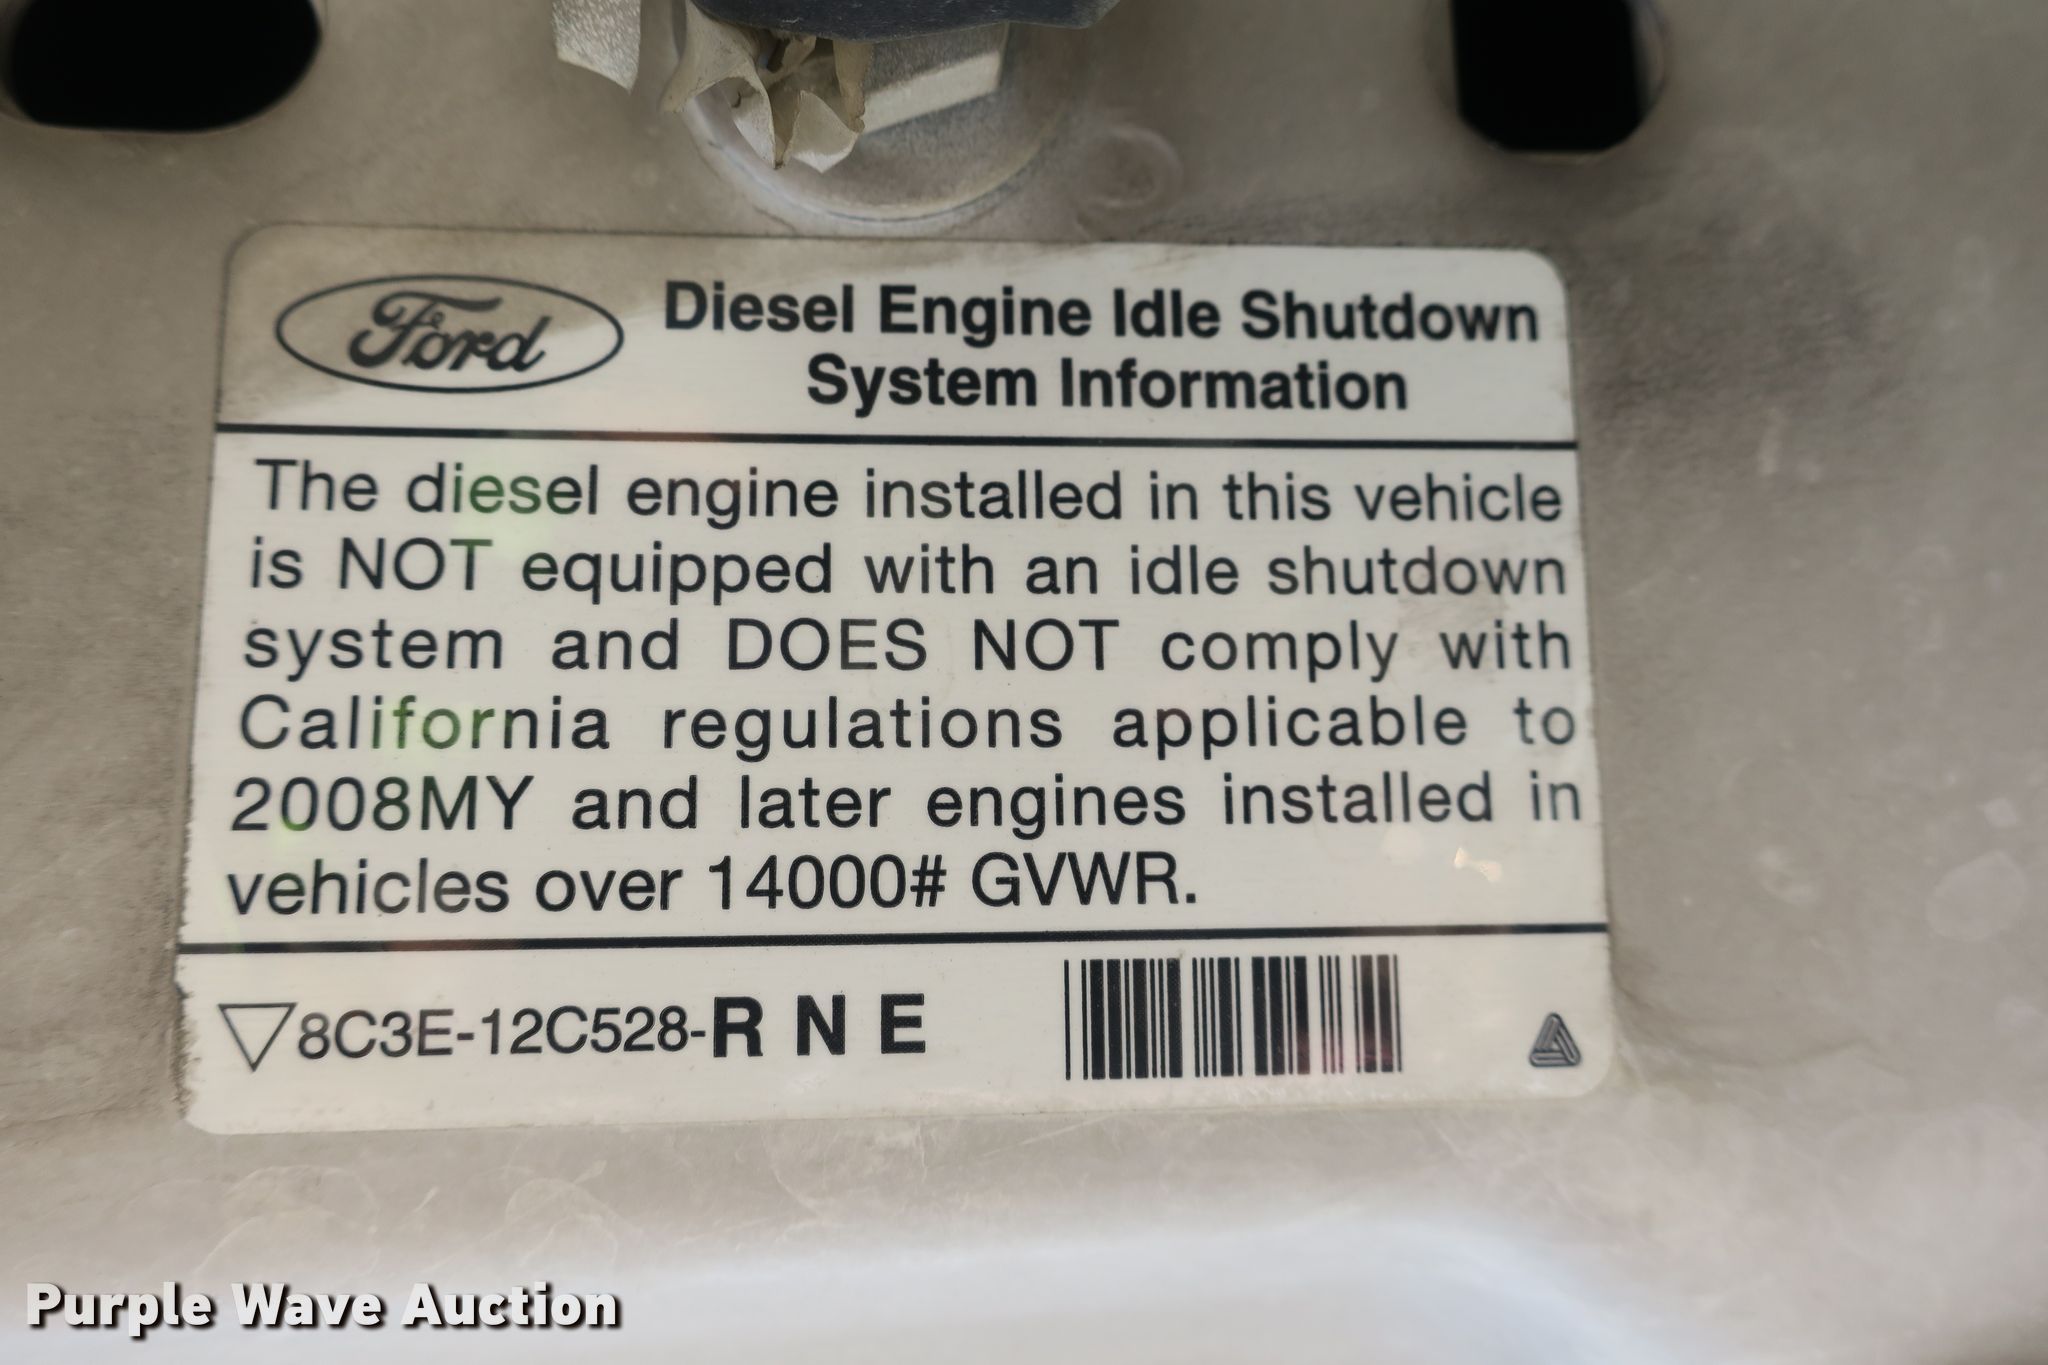 Ford
Diesel Engine Idle Shutdown
System Information
The diesel engine installed in this vehicle
is NOT equipped with an idle shutdown
system and DOES NOT comply with
California regulations applicable to
2008MY and later engines installed in
vehicles over 14000# GVWR.
8C3E-12C528-R N E
Purple Wave Auction